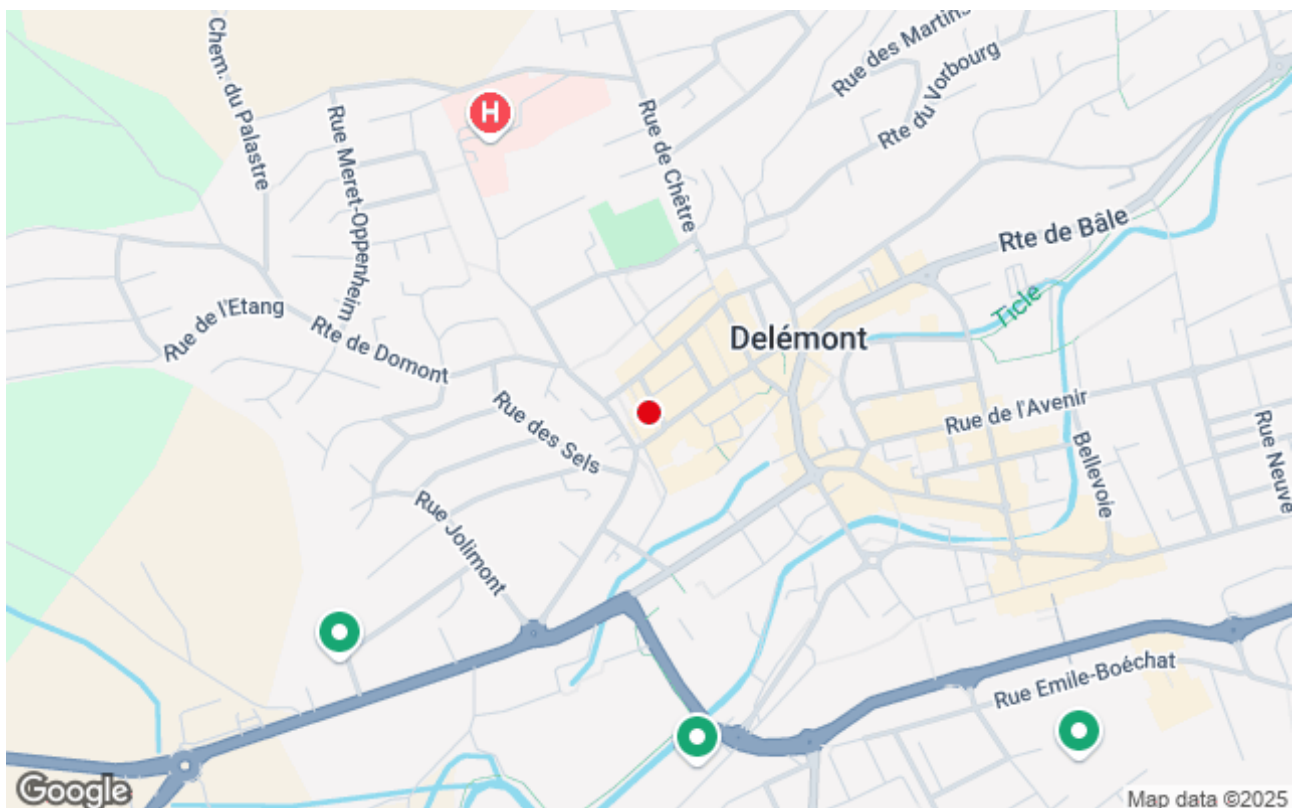 Rue des Martins
Chem. du Palastre
Rte du Vorbourg
H
Rue Meret-Oppenheim
Rue de Chêtre
Rte de Bâle
Ticle
Rue de l'Etang
Delémont
Rte de Domont
Rue de l'Avenir
Rue des Sels
Bellevoie
Rue Neuve
Rue Jolimont
Rue Emile-Boéchat
Google
Map data ©2025